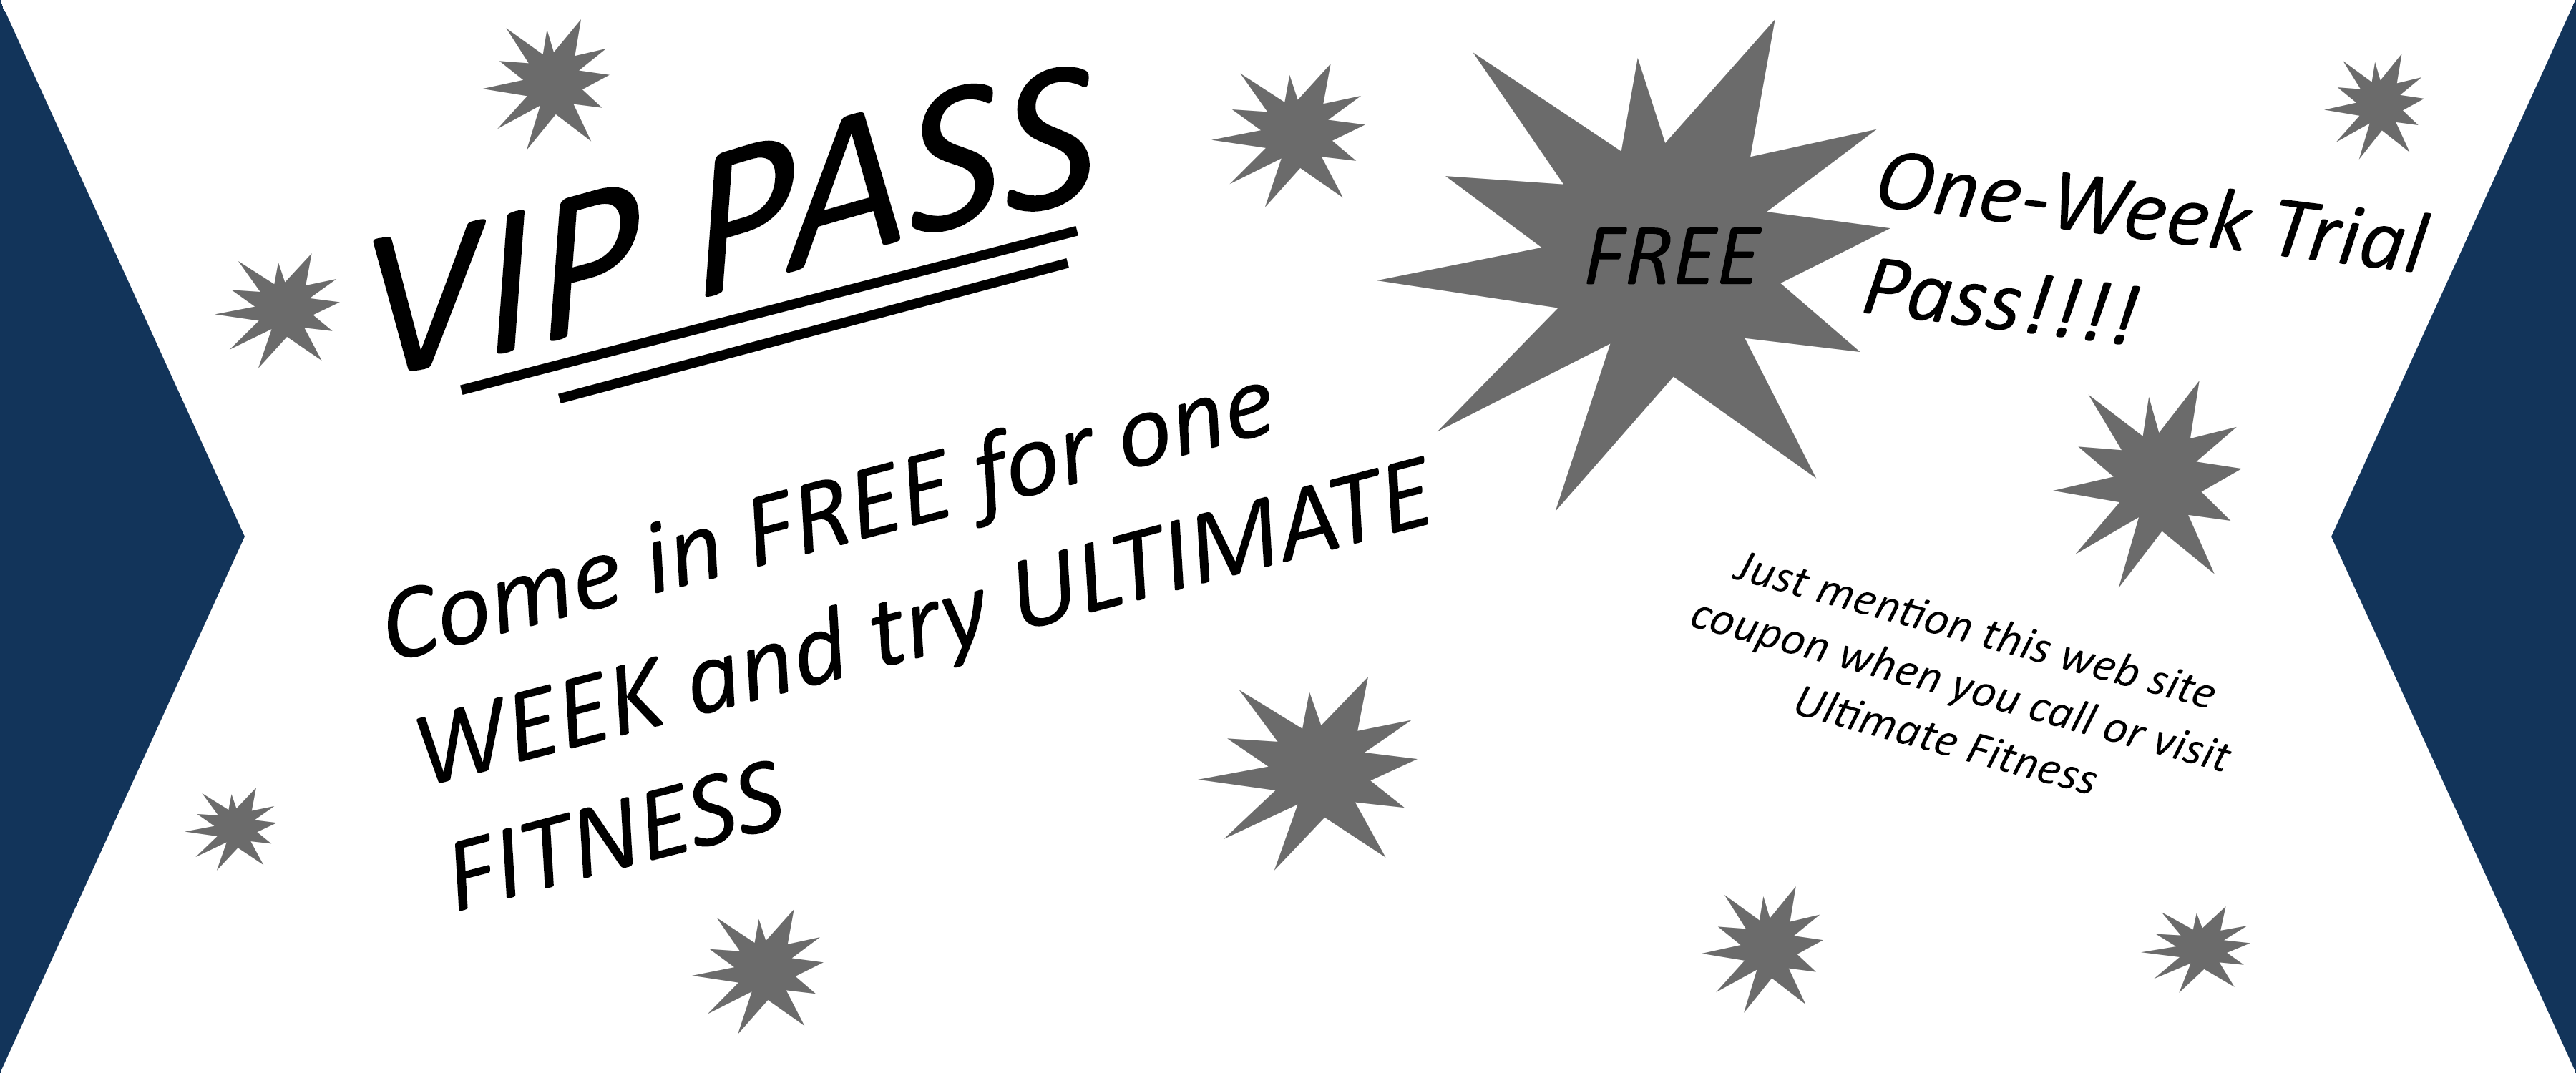 VIP PASS
Come in FREE for one
WEEK and try ULTIMATE
FITNESS
FREE
One-Week Trial
Pass!!!!
Just mention this web site
coupon when you call or visit
Ultimate Fitness